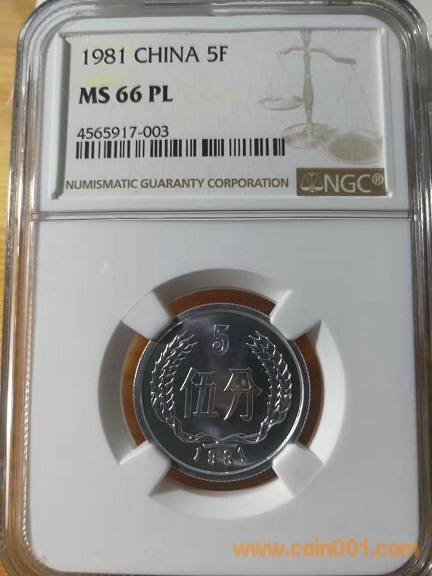 1981 CHINA 5F
MS 66 PL
4565917-003
NUMISMATIC GUARANTY CORPORATION NGC®
5
伍分
1981
www.coin001.com